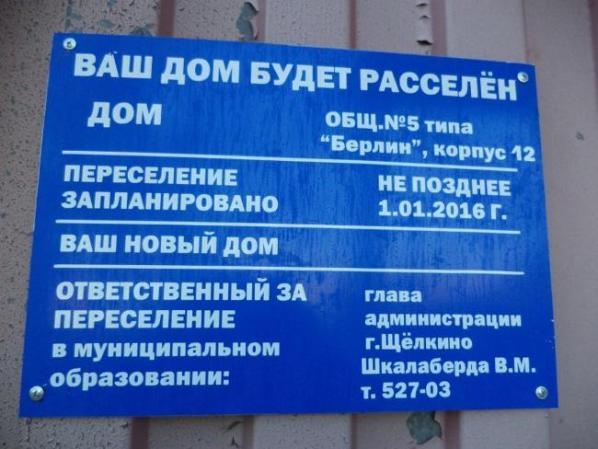 ВАШ ДОМ БУДЕТ РАССЕЛЁН
ДОМ
ОБЩ.№5 типа
"Берлин", корпус 12
ПЕРЕСЕЛЕНИЕ
ЗАПЛАНИРОВАНО
НЕ ПОЗДНЕЕ
1.01.2016 Г.
ВАШ НОВЫЙ ДОМ
ОТВЕТСТВЕННЫЙ ЗА
ПЕРЕСЕЛЕНИЕ
в муниципальном
образовании:
глава
администрации
г.Щёлкино
Шкалаберда В.М.
т. 527-03